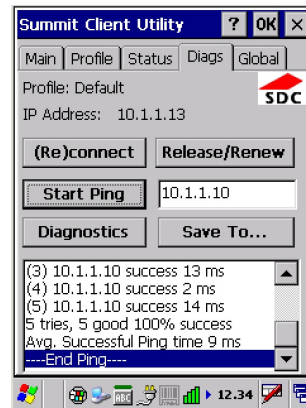 Summit Client Utility ? OK ×
Main Profile Status Diags Global
Profile: Default
SDC
IP Address: 10.1.1.13
(Re)connect Release/Renew
Start Ping 10.1.1.10
Diagnostics Save To...
(3) 10.1.1.10 success 13 ms
(4) 10.1.1.10 success 2 ms
(5) 10.1.1.10 success 14 ms
5 tries, 5 good 100% success
Avg. Successful Ping time 9 ms
----End Ping----
ABC 12.34